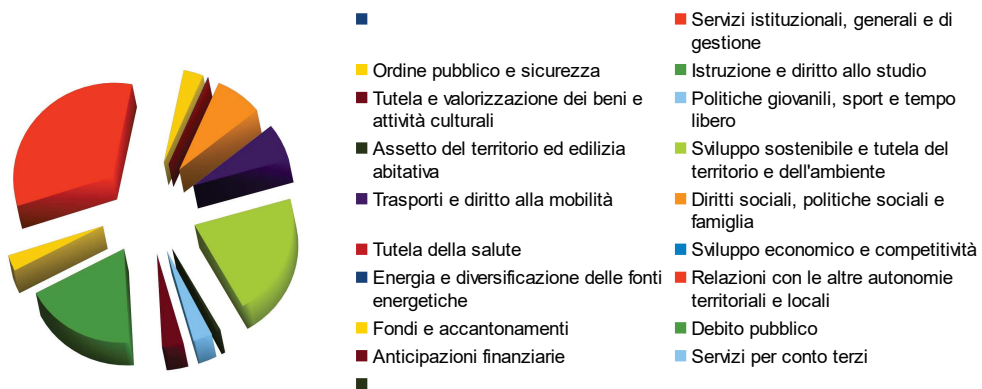 Servizi istituzionali, generali e di
gestione
Ordine pubblico e sicurezza
Istruzione e diritto allo studio
Tutela e valorizzazione dei beni e
attività culturali
Politiche giovanili, sport e tempo
libero
Assetto del territorio ed edilizia
abitativa
Sviluppo sostenibile e tutela del
territorio e dell'ambiente
Trasporti e diritto alla mobilità
Diritti sociali, politiche sociali e
famiglia
Tutela della salute
Sviluppo economico e competitività
Energia e diversificazione delle fonti
energetiche
Relazioni con le altre autonomie
territoriali e locali
Fondi e accantonamenti
Debito pubblico
Anticipazioni finanziarie
Servizi per conto terzi